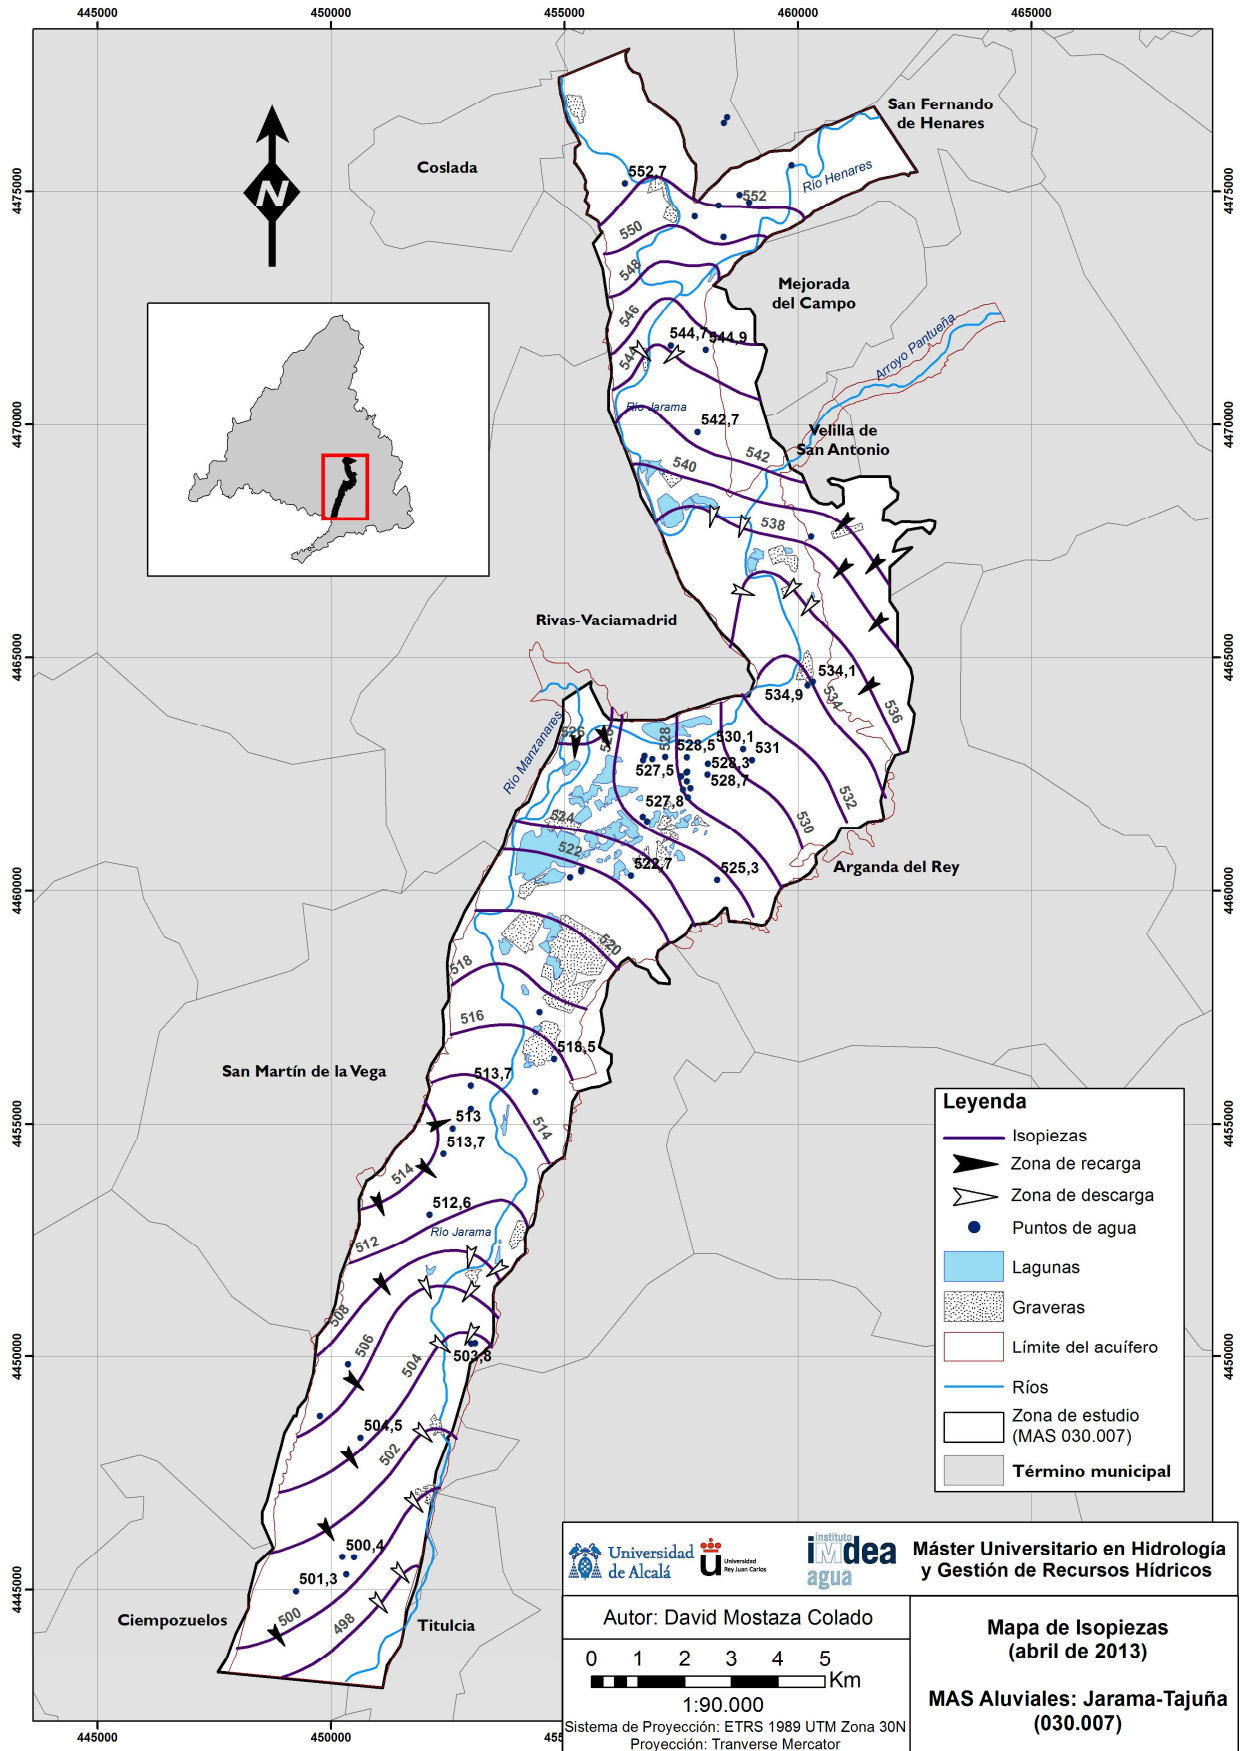 445000
450000
455000
460000
465000
4475000
4475000
4470000
4470000
4465000
4465000
4460000
4460000
4455000
4455000
4450000
4450000
4445000
445000
450000
N
San Fernando
de Henares
Coslada
552,7
Río Henares
552
550
548
Mejorada
del Campo
546
544,7
544,9
544
Arroyo Pantueña
Río Jarama
542,7
Velilla de
San Antonio
542
540
538
Rivas-Vaciamadrid
534,1
534,9
534
536
Río Manzanares
526
528
530,1
528,5
531
527,5
528,3
528,7
527,8
532
530
524
522
522,7
525,3
Arganda del Rey
520
518
516
518,5
San Martín de la Vega
513,7
513
514
513,7
514
512,6
512
Río Jarama
508
506
504
503,8
504,5
502
500,4
501,3
500
498
Ciempozuelos
Titulcia
Leyenda
Isopiezas
Zona de recarga
Zona de descarga
Puntos de agua
Lagunas
Graveras
Límite del acuífero
Ríos
Zona de estudio
(MAS 030.007)
Término municipal
Universidad
de Alcalá
u
Universidad
Rey Juan Carlos
instituto
imdea
agua
Máster Universitario en Hidrología
y Gestión de Recursos Hídricos
Autor: David Mostaza Colado
0 1 2 3 4 5
Km
1:90.000
Sistema de Proyección: ETRS 1989 UTM Zona 30N
Proyección: Tranverse Mercator
Mapa de Isopiezas
(abril de 2013)
MAS Aluviales: Jarama-Tajuña
(030.007)